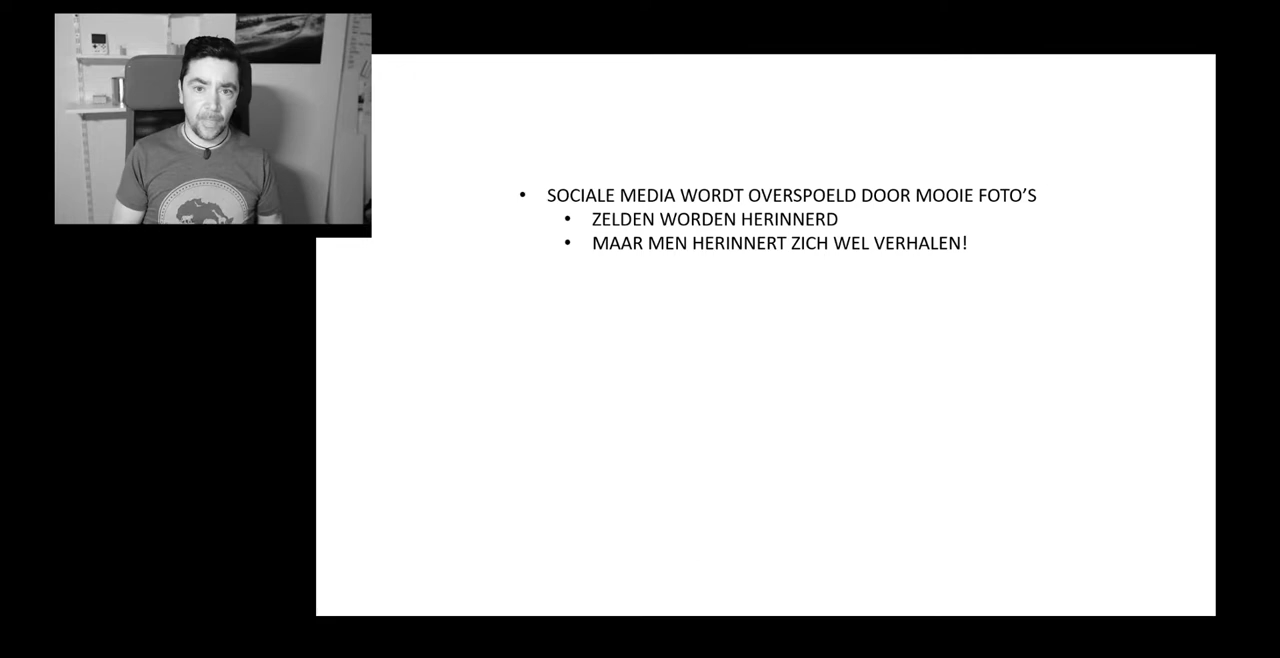 • SOCIALE MEDIA WORDT OVERSPOELD DOOR MOOIE FOTO'S
• ZELDEN WORDEN HERINNERD
• MAAR MEN HERINNERT ZICH WEL VERHALEN!